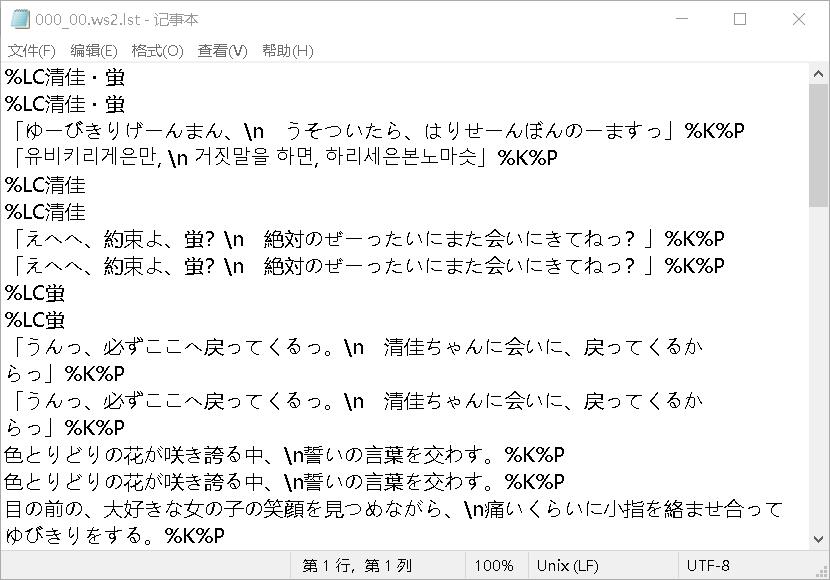 000_00.ws2.lst - 记事本
文件(F) 编辑(E) 格式(O) 查看(V) 帮助(H)
%LC清佳・蛍
%LC清佳・蛍
「ゆーびきりげーんまん、\n　うそついたら、はりせーんぼんのーますっ」%K%P
「유비키리게은만, \n 거짓말을 하면, 하리세은본노마슷」%K%P
%LC清佳
%LC清佳
「えへへ、約束よ、蛍？\n　絶対のぜーったいにまた会いにきてねっ？」%K%P
「えへへ、約束よ、蛍？\n　絶対のぜーったいにまた会いにきてねっ？」%K%P
%LC蛍
%LC蛍
「うんっ、必ずここへ戻ってくるっ。\n　清佳ちゃんに会いに、戻ってくるか
らっ」%K%P
「うんっ、必ずここへ戻ってくるっ。\n　清佳ちゃんに会いに、戻ってくるか
らっ」%K%P
色とりどりの花が咲き誇る中、\n誓いの言葉を交わす。%K%P
色とりどりの花が咲き誇る中、\n誓いの言葉を交わす。%K%P
目の前の、大好きな女の子の笑顔を見つめながら、\n痛いくらいに小指を絡ませ合って
ゆびきりをする。%K%P
第 1 行，第 1 列 100% Unix (LF) UTF-8